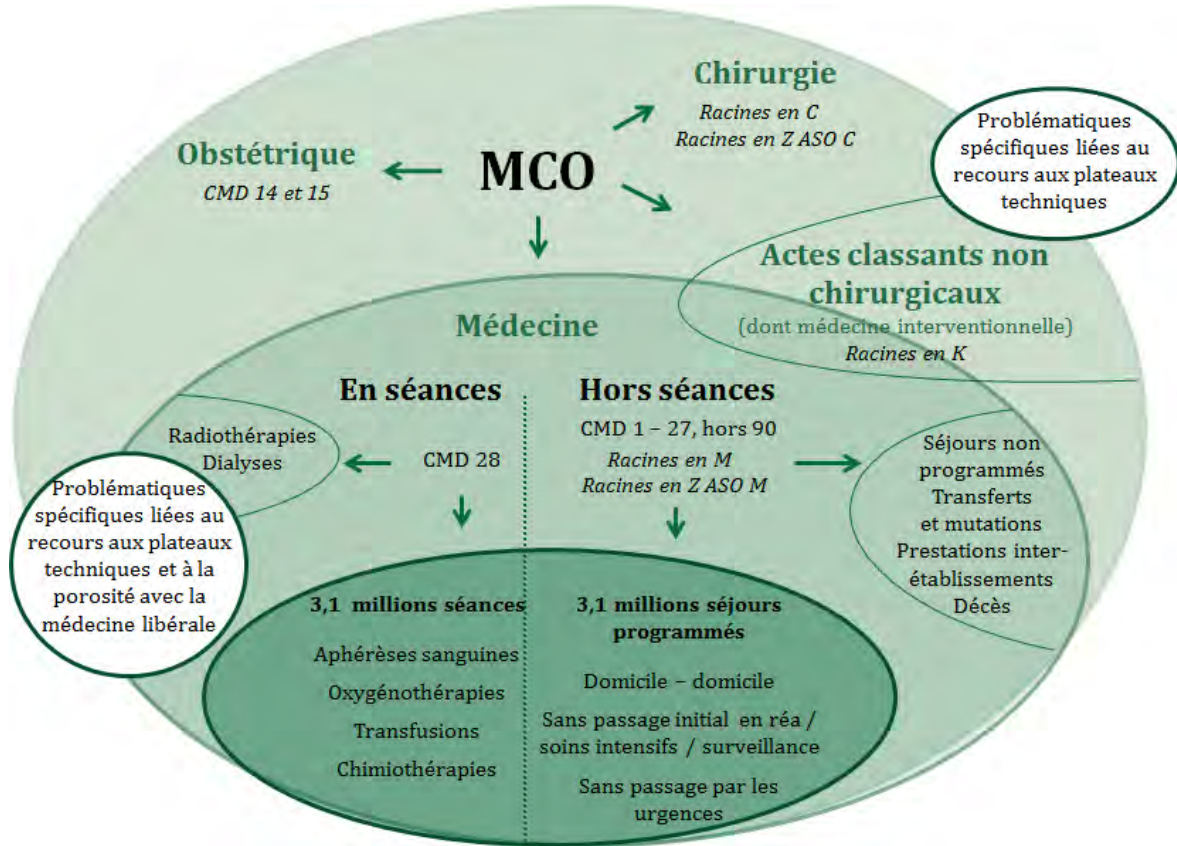 Chirurgie
Racines en C
Racines en Z ASO C
Obstétrique
CMD 14 et 15
MCO
Problématiques
spécifiques liées au
recours aux plateaux
techniques
Actes classants non
chirurgicaux
(dont médecine interventionnelle)
Racines en K
Médecine
En séances
Hors séances
CMD 1 – 27, hors 90
Racines en M
Racines en Z ASO M
CMD 28
Radiothérapies
Dialyses
Séjours non
programmés
Transferts
et mutations
Prestations inter-
établissements
Décès
Problématiques
spécifiques liées au
recours aux plateaux
techniques et à la
porosité avec la
médecine libérale
3,1 millions séances
Aphérèses sanguines
Oxygénothérapies
Transfusions
Chimiothérapies
3,1 millions séjours
programmés
Domicile – domicile
Sans passage initial en réa /
soins intensifs / surveillance
Sans passage par les
urgences